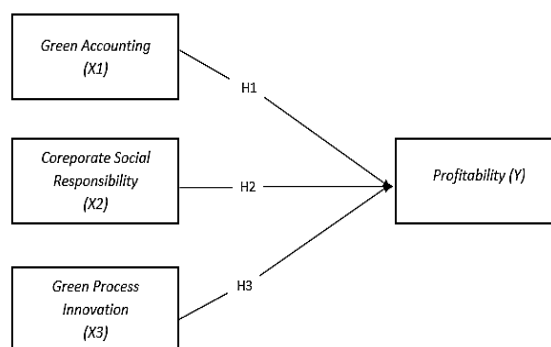 Green Accounting
(X1)
H1
Coreporate Social
Responsibility
(X2)
H2
Profitability (Y)
Green Process
Innovation
(X3)
H3